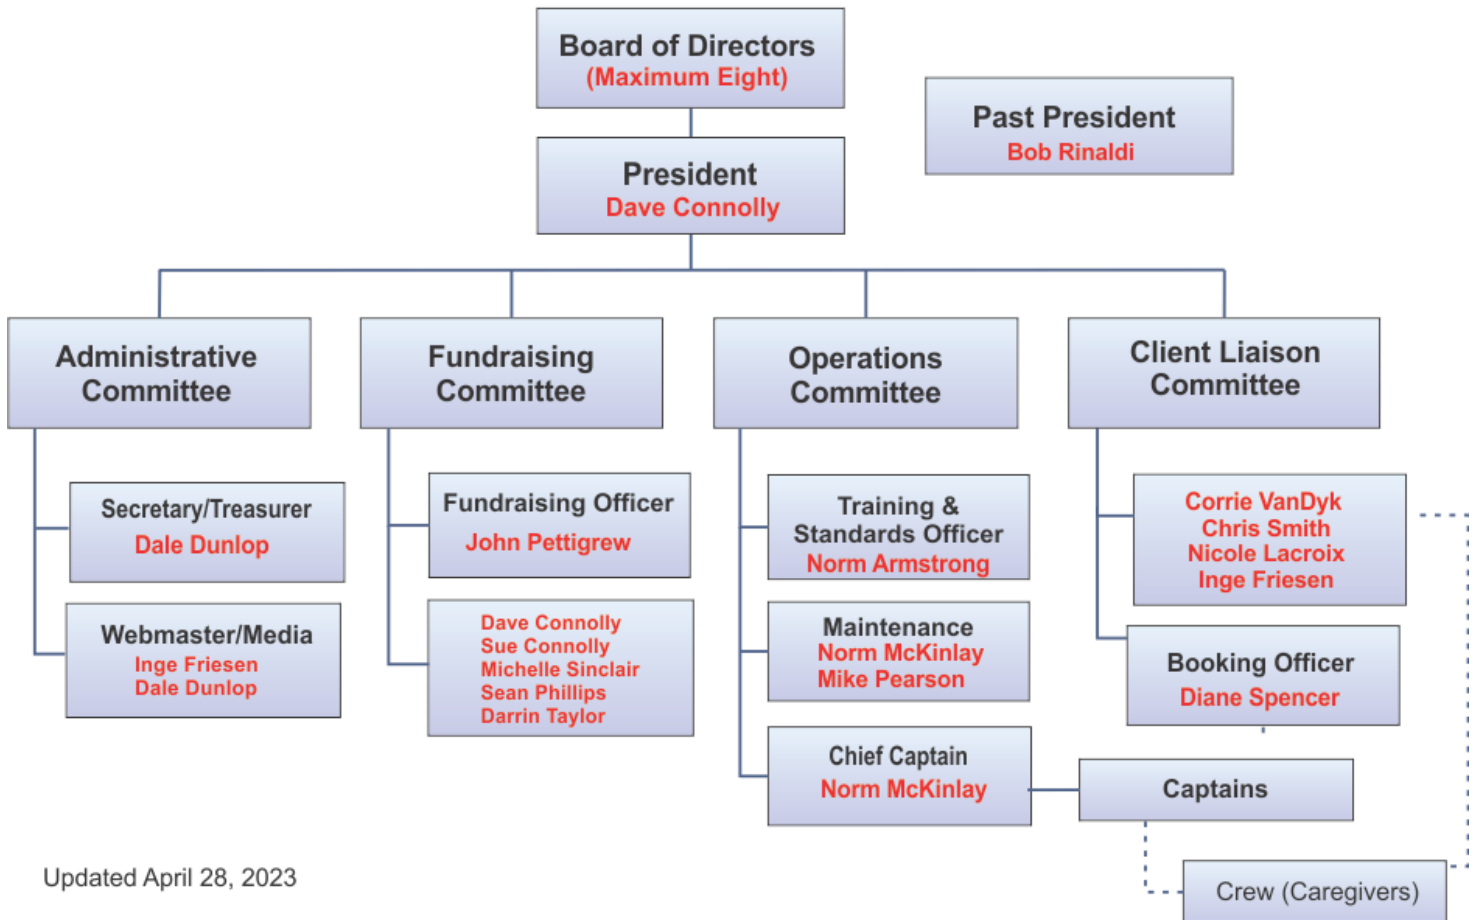 Board of Directors
(Maximum Eight)
Past President
Bob Rinaldi
President
Dave Connolly
Administrative
Committee
Fundraising
Committee
Operations
Committee
Client Liaison
Committee
Secretary/Treasurer
Dale Dunlop
Webmaster/Media
Inge Friesen
Dale Dunlop
Fundraising Officer
John Pettigrew
Dave Connolly
Sue Connolly
Michelle Sinclair
Sean Phillips
Darrin Taylor
Training &
Standards Officer
Norm Armstrong
Maintenance
Norm McKinlay
Mike Pearson
Chief Captain
Norm McKinlay
Corrie VanDyk
Chris Smith
Nicole Lacroix
Inge Friesen
Booking Officer
Diane Spencer
Captains
Crew (Caregivers)
Updated April 28, 2023